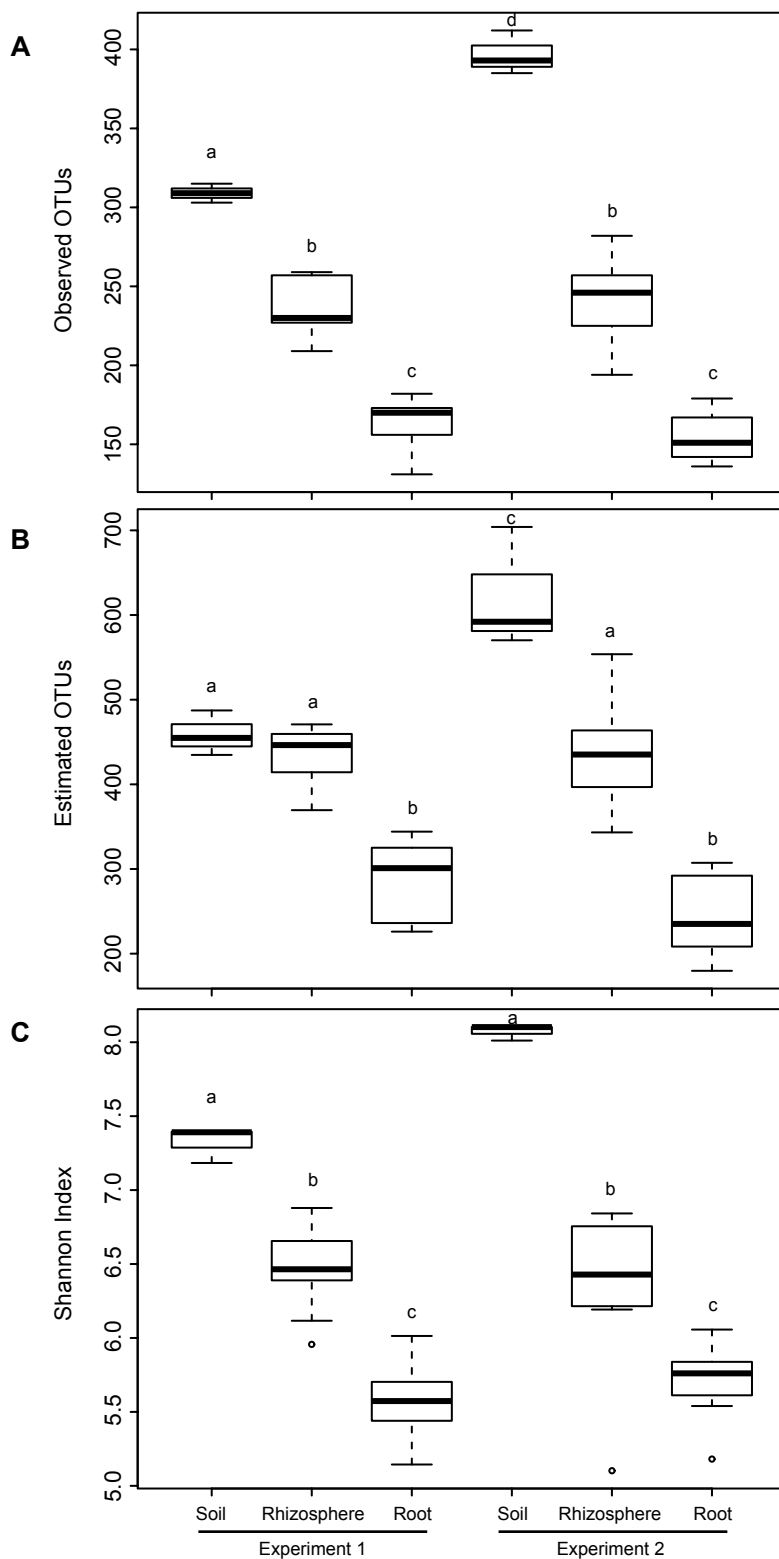 A
Observed OTUs
400
350
300
250
200
150
a
b
c
d
b
c
B
Estimated OTUs
700
600
500
400
300
200
a
a
b
c
a
b
C
Shannon Index
8.0
7.5
7.0
6.5
6.0
5.5
5.0
a
b
c
a
b
c
Soil Rhizosphere Root Soil Rhizosphere Root
Experiment 1 Experiment 2